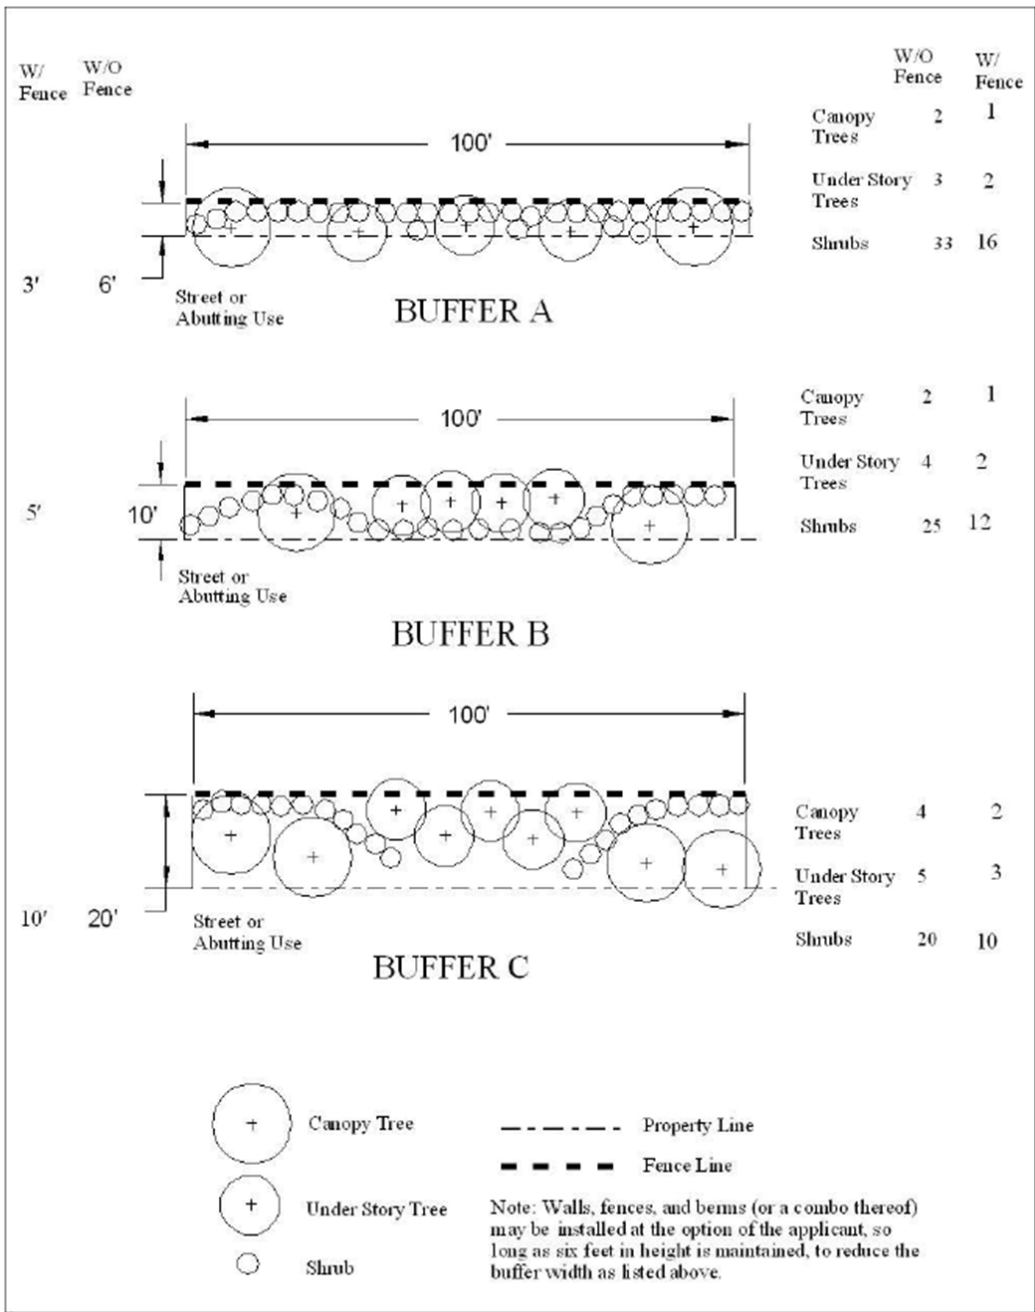 W/ W/O
Fence Fence
W/O W/
Fence Fence
100'
Canopy 2 1
Trees
Under Story 3 2
Trees
Shrubs 33 16
3' 6'
Street or
Abutting Use
BUFFER A
100'
Canopy 2 1
Trees
Under Story 4 2
Trees
Shrubs 25 12
5' 10'
Street or
Abutting Use
BUFFER B
100'
Canopy 4 2
Trees
Under Story 5 3
Trees
Shrubs 20 10
10' 20'
Street or
Abutting Use
BUFFER C
Canopy Tree
Under Story Tree
Shrub
Property Line
Fence Line
Note: Walls, fences, and berms (or a combo thereof)
may be installed at the option of the applicant, so
long as six feet in height is maintained, to reduce the
buffer width as listed above.